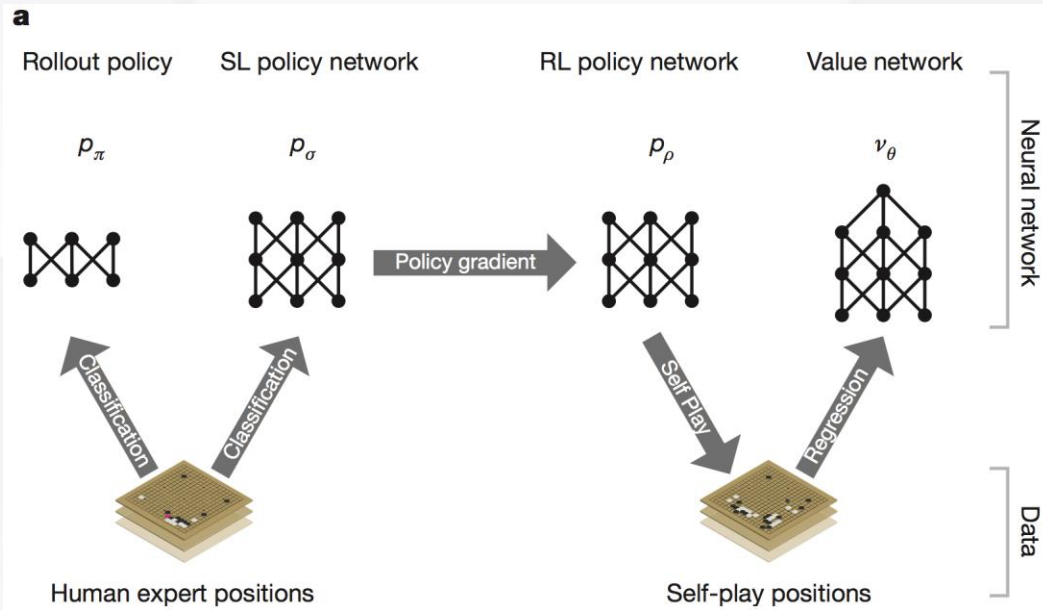 a
Rollout policy
SL policy network
RL policy network
Value network
pπ
pσ
pρ
νθ
Neural network
Policy gradient
Classification
Classification
Self Play
Regression
Data
Human expert positions
Self-play positions